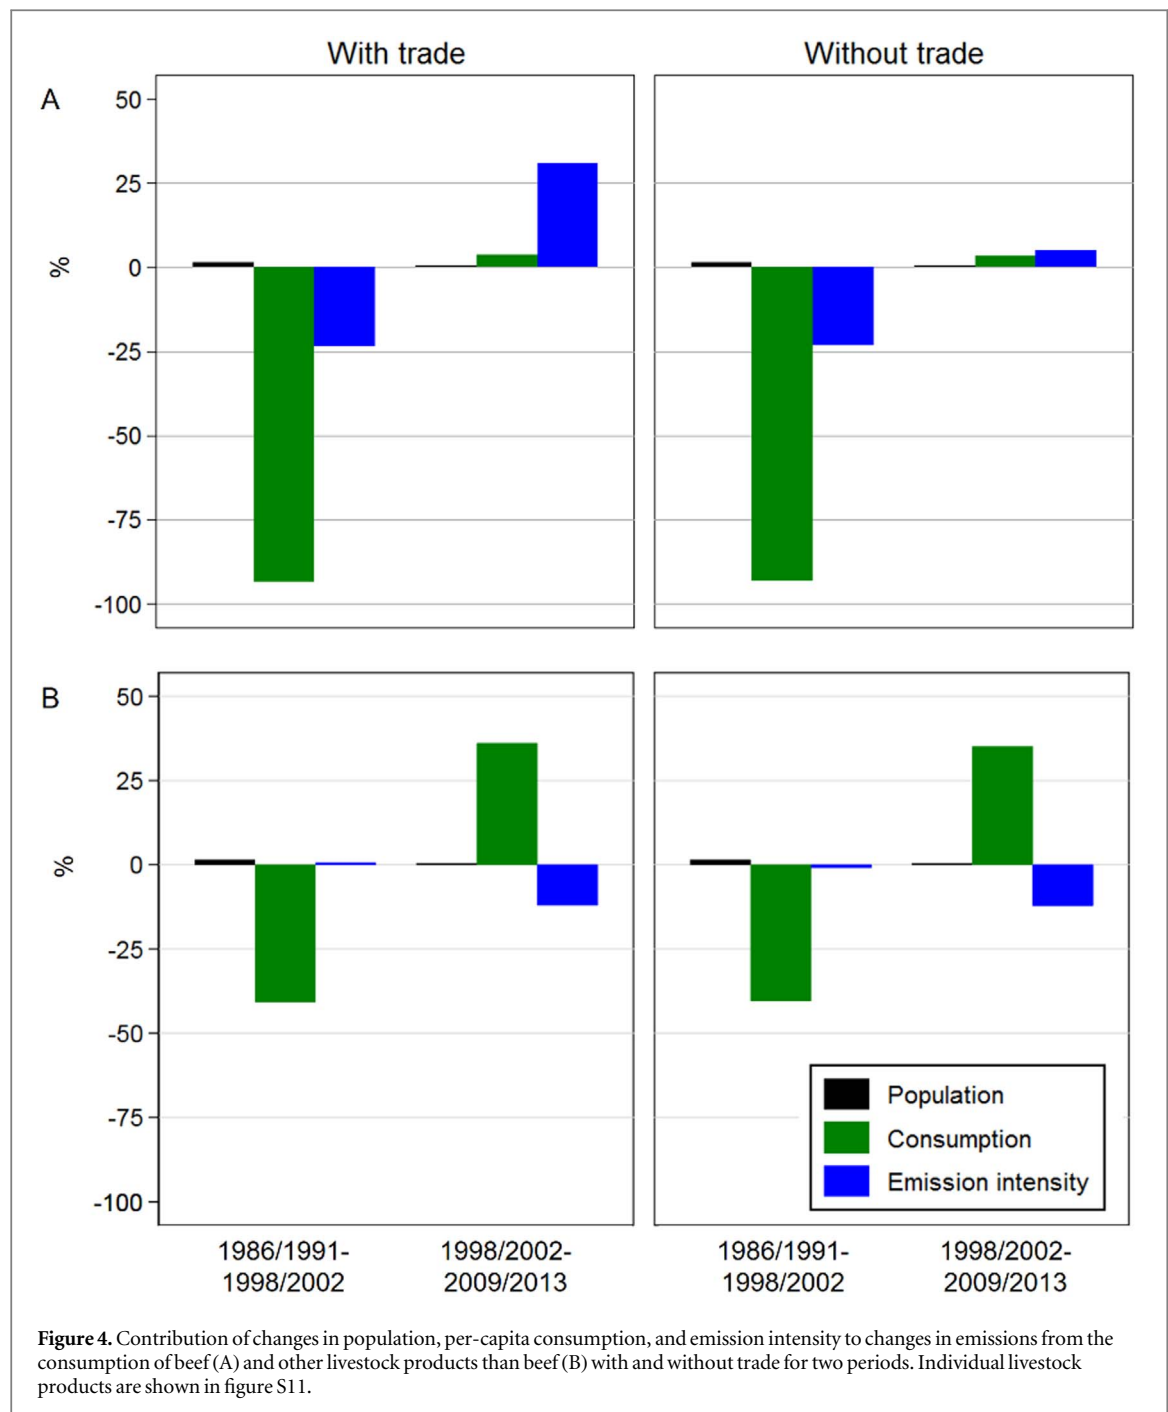 With trade
Without trade
A
50
25
0
-25
-50
-75
-100
%
B
50
25
0
-25
-50
-75
-100
%
Population
Consumption
Emission intensity
1986/1991-
1998/2002
1998/2002-
2009/2013
1986/1991-
1998/2002
1998/2002-
2009/2013
Figure 4. Contribution of changes in population, per-capita consumption, and emission intensity to changes in emissions from the
consumption of beef (A) and other livestock products than beef (B) with and without trade for two periods. Individual livestock
products are shown in figure S11.